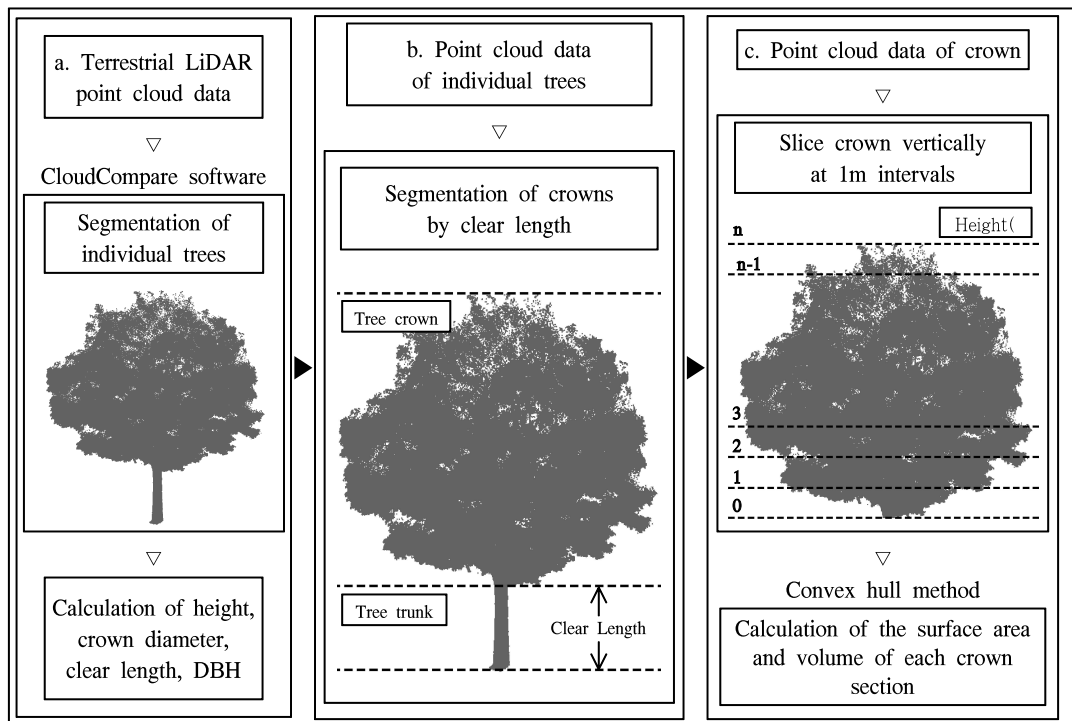 a. Terrestrial LiDAR
point cloud data
▽
CloudCompare software
Segmentation of
individual trees
▽
Calculation of height,
crown diameter,
clear length, DBH
b. Point cloud data
of individual trees
▽
Segmentation of crowns
by clear length
Tree crown
Tree trunk
Clear Length
c. Point cloud data of crown
▽
Slice crown vertically
at 1m intervals
Height(
n
n-1
3
2
1
0
▽
Convex hull method
Calculation of the surface area
and volume of each crown
section